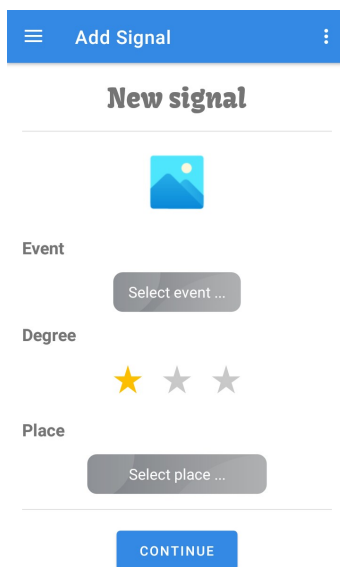 Add Signal
New signal
Event
Select event ...
Degree
Place
Select place ...
CONTINUE